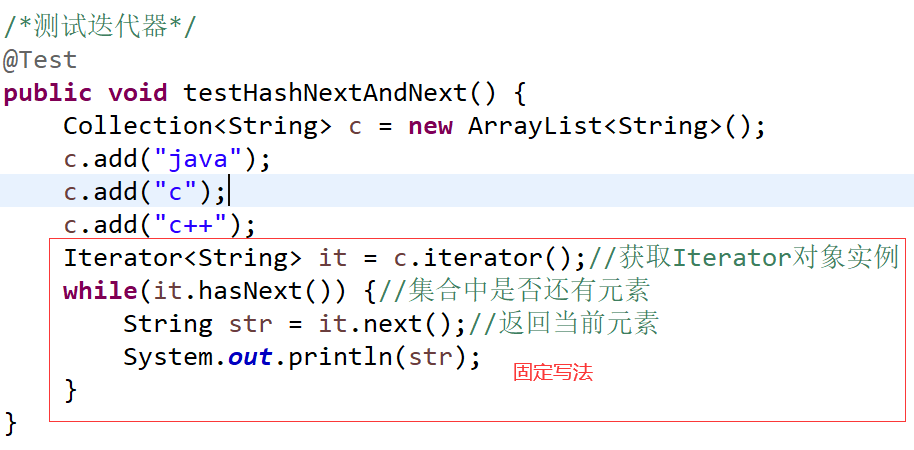 /*测试迭代器*/
@Test
public void testHashNextAndNext() {
    Collection<String> c = new ArrayList<String>();
    c.add("java");
    c.add("c");
    c.add("c++");
    Iterator<String> it = c.iterator();//获取Iterator对象实例
    while(it.hasNext()) {//集合中是否还有元素
        String str = it.next();//返回当前元素
        System.out.println(str);
固定写法
    }
}